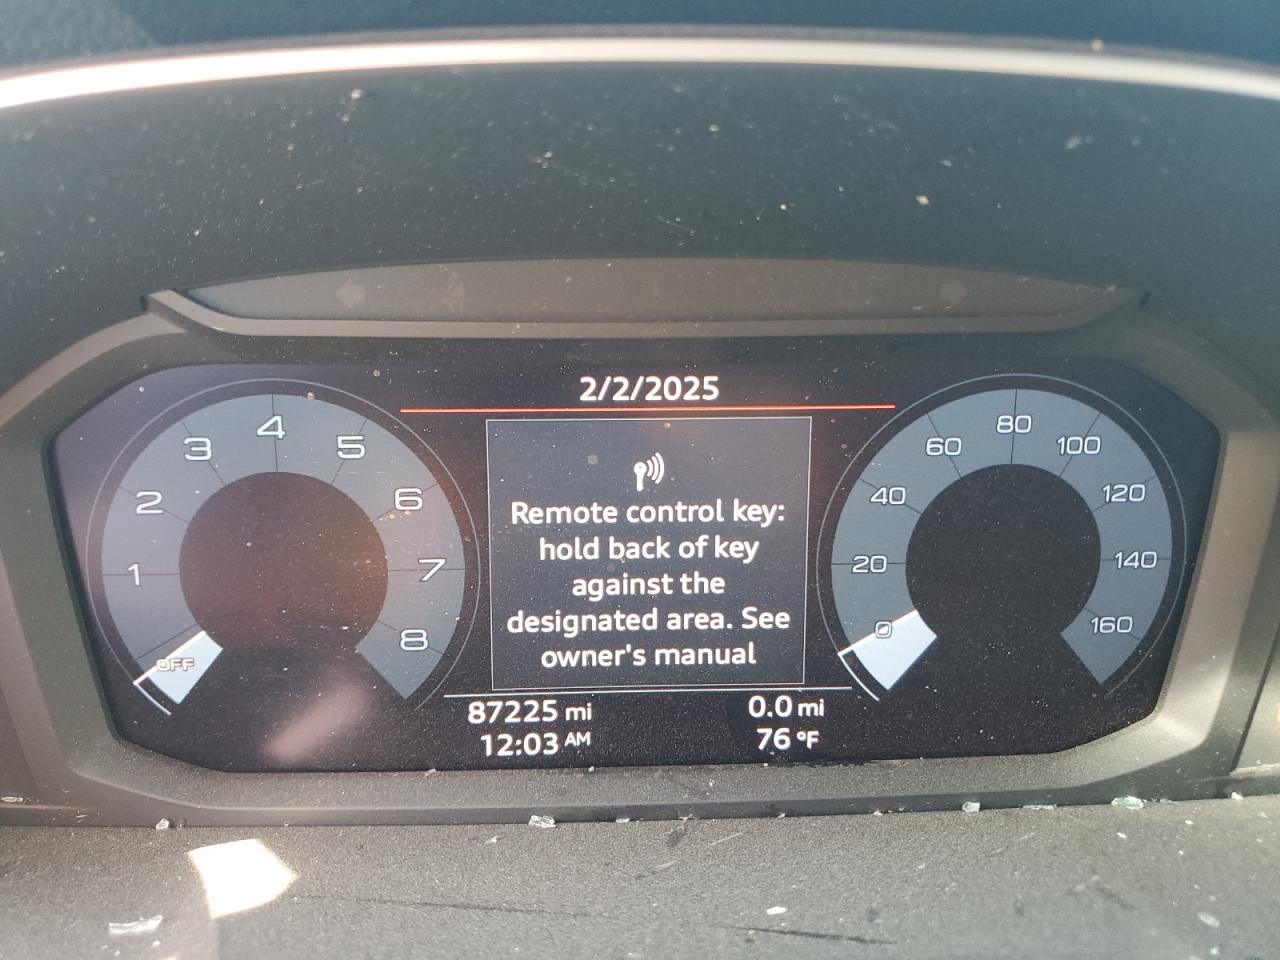 2/2/2025
1
2
3
4
5
6
7
8
OFF
Remote control key:
hold back of key
against the
designated area. See
owner's manual
0
20
40
60
80
100
120
140
160
87225 mi
0.0 mi
12:03 AM
76 °F